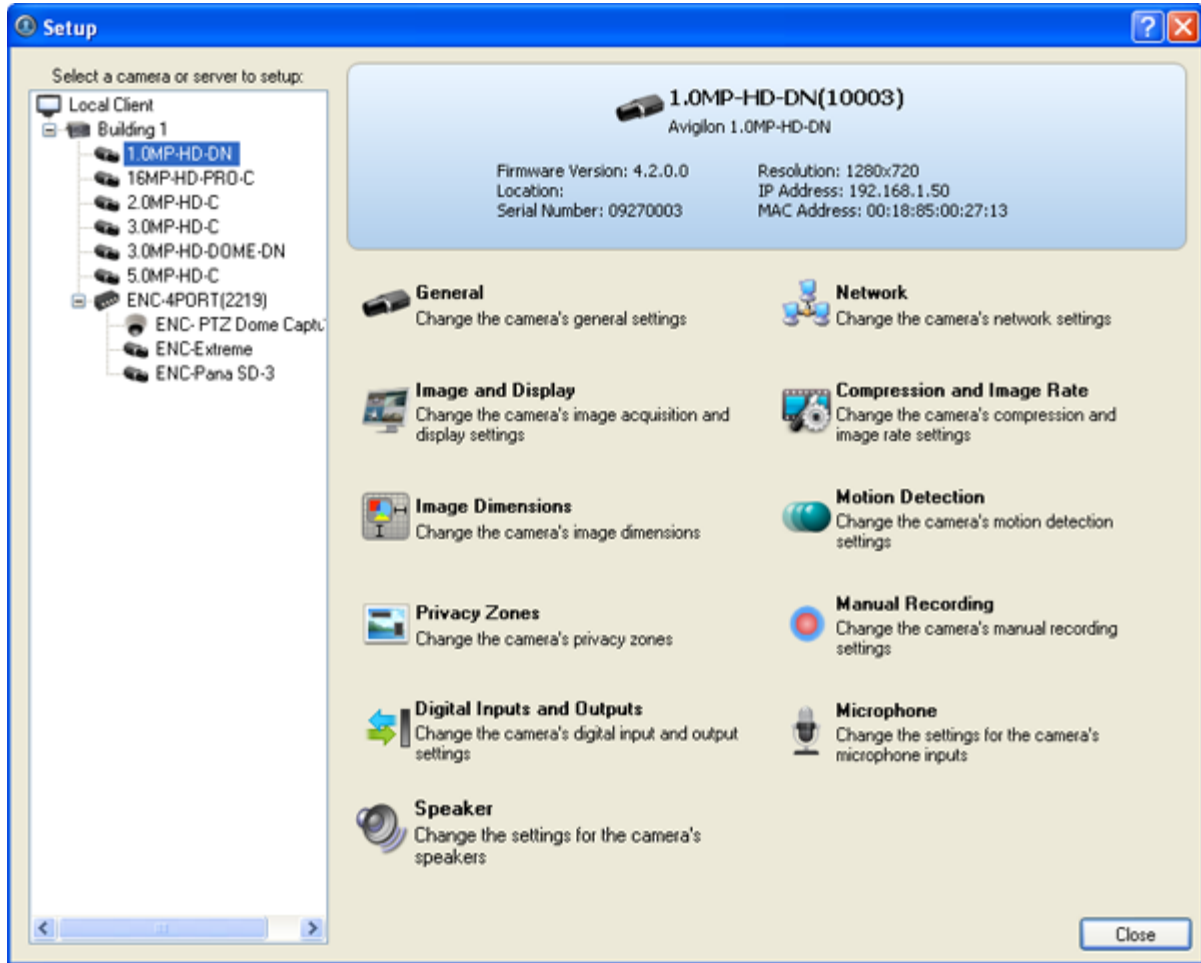 Setup
Select a camera or server to setup:
Local Client
Building 1
1.0MP-HD-DN
16MP-HD-PRO-C
2.0MP-HD-C
3.0MP-HD-C
3.0MP-HD-DOME-DN
5.0MP-HD-C
ENC-4PORT(2219)
ENC- PTZ Dome Captu
ENC-Extreme
ENC-Pana SD-3
1.0MP-HD-DN(10003)
Avigilon 1.0MP-HD-DN
Firmware Version: 4.2.0.0
Location:
Serial Number: 09270003
Resolution: 1280x720
IP Address: 192.168.1.50
MAC Address: 00:18:85:00:27:13
General
Change the camera's general settings
Network
Change the camera's network settings
Image and Display
Change the camera's image acquisition and
display settings
Compression and Image Rate
Change the camera's compression and
image rate settings
Image Dimensions
Change the camera's image dimensions
Motion Detection
Change the camera's motion detection
settings
Privacy Zones
Change the camera's privacy zones
Manual Recording
Change the camera's manual recording
settings
Digital Inputs and Outputs
Change the camera's digital input and output
settings
Microphone
Change the settings for the camera's
microphone inputs
Speaker
Change the settings for the camera's
speakers
Close